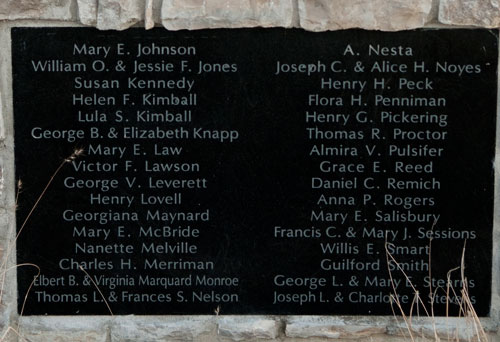 Mary E. Johnson
William O. & Jessie F. Jones
Susan Kennedy
Helen F. Kimball
Lula S. Kimball
George B. & Elizabeth Knapp
Mary E. Law
Victor F. Lawson
George V. Leverett
Henry Lovell
Georgiana Maynard
Mary E. McBride
Nanette Melville
Charles H. Merriman
Elbert B. & Virginia Marquard Monroe
Thomas L. & Frances S. Nelson
A. Nesta
Joseph C. & Alice H. Noyes
Henry H. Peck
Flora H. Penniman
Henry G. Pickering
Thomas R. Proctor
Almira V. Pulsifer
Grace E. Reed
Daniel C. Remich
Anna P. Rogers
Mary E. Salisbury
Francis C. & Mary J. Sessions
Willis E. Smart
Guilford Smith
George L. & Mary E. Stearns
Joseph L. & Charlotte T. Stevens